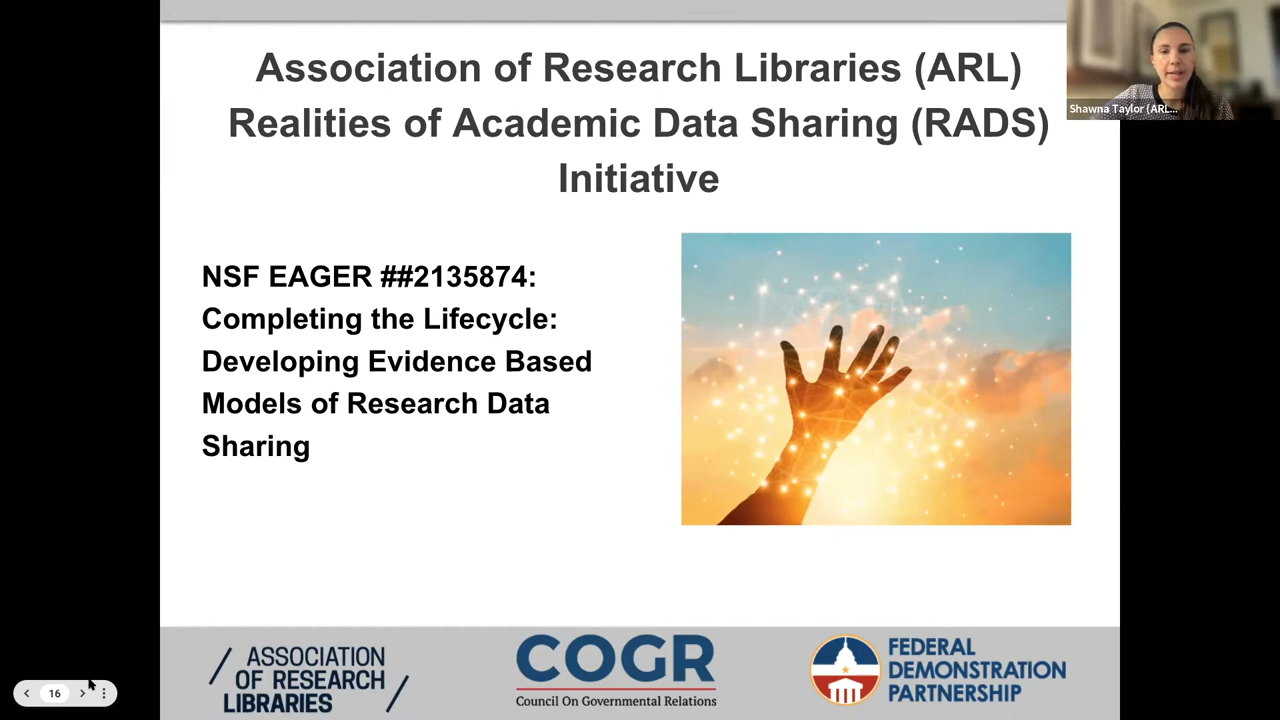 Association of Research Libraries (ARL)
Realities of Academic Data Sharing (RADS)
Initiative
Shawna Taylor (ARL...
NSF EAGER ##2135874:
Completing the Lifecycle:
Developing Evidence Based
Models of Research Data
Sharing
ASSOCIATION
OF RESEARCH
LIBRARIES
COGR
Council On Governmental Relations
FEDERAL
DEMONSTRATION
PARTNERSHIP
16